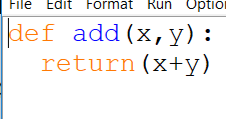 File Edit Format Run
def add(x,y):
  return(x+y)